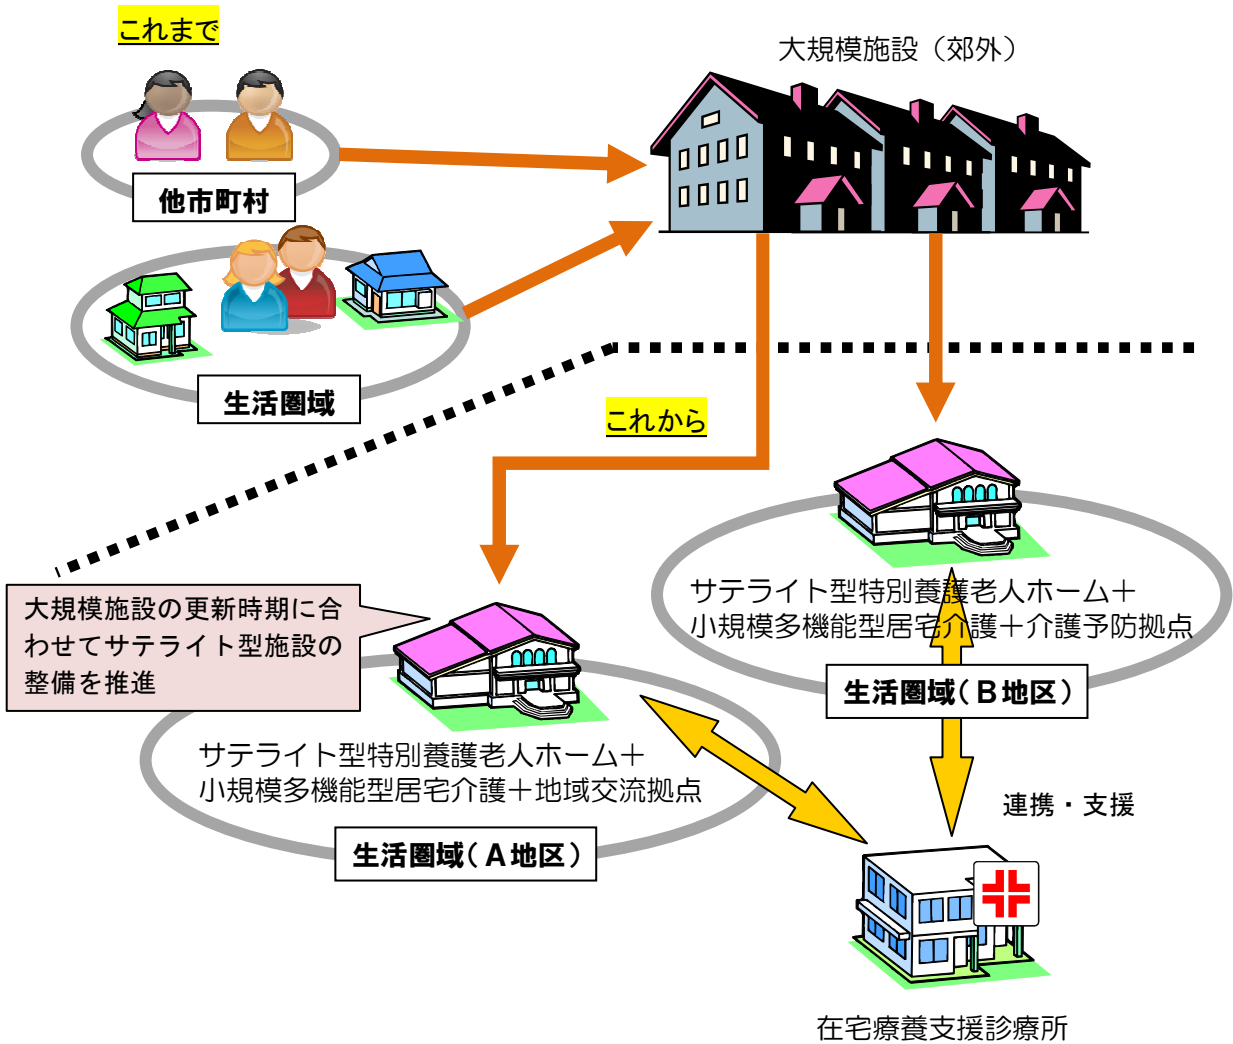 これまで
大規模施設（郊外）
他市町村
生活圏域
これから
サテライト型特別養護老人ホーム＋
小規模多機能型居宅介護＋介護予防拠点
生活圏域（Ｂ地区）
大規模施設の更新時期に合
わせてサテライト型施設の
整備を推進
サテライト型特別養護老人ホーム＋
小規模多機能型居宅介護＋地域交流拠点
生活圏域（Ａ地区）
連携・支援
在宅療養支援診療所